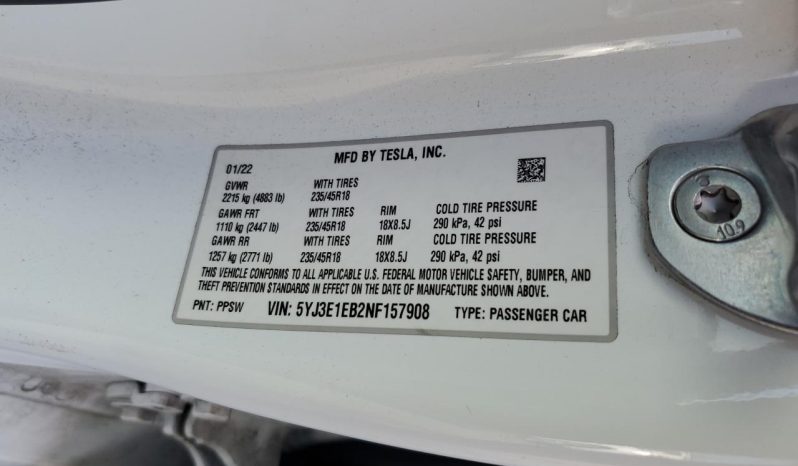 MFD BY TESLA, INC.
01/22
GVWR WITH TIRES
2215 kg (4883 lb) 235/45R18
GAWR FRT WITH TIRES RIM COLD TIRE PRESSURE
1110 kg (2447 lb) 235/45R18 18X8.5J 290 kPa, 42 psi
GAWR RR WITH TIRES RIM COLD TIRE PRESSURE
1257 kg (2771 lb) 235/45R18 18X8.5J 290 kPa, 42 psi
THIS VEHICLE CONFORMS TO ALL APPLICABLE U.S. FEDERAL MOTOR VEHICLE SAFETY, BUMPER, AND
THEFT PREVENTION STANDARDS IN EFFECT ON THE DATE OF MANUFACTURE SHOWN ABOVE.
PNT: PPSW VIN: 5YJ3E1EB2NF157908 TYPE: PASSENGER CAR
10.9